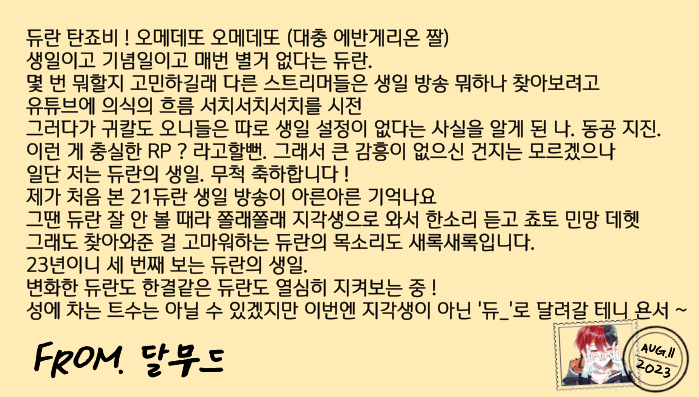 듀란 탄죠비 ! 오메데또 오메데또 (대충 에반게리온 짤)
생일이고 기념일이고 매번 별거 없다는 듀란.
몇 번 뭐할지 고민하길래 다른 스트리머들은 생일 방송 뭐하나 찾아보려고
유튜브에 의식의 흐름 서치서치서치를 시전
그러다가 귀칼도 오니들은 따로 생일 설정이 없다는 사실을 알게 된 나. 동공 지진.
이런 게 충실한 RP ? 라고할뻔. 그래서 큰 감흥이 없으신 건지는 모르겠으나
일단 저는 듀란의 생일. 무척 축하합니다 !
제가 처음 본 21듀란 생일 방송이 아른아른 기억나요
그땐 듀란 잘 안 볼 때라 쫄래쫄래 지각생으로 와서 한소리 듣고 쵸토 민망 데헷
그래도 찾아와준 걸 고마워하는 듀란의 목소리도 새록새록입니다.
23년이니 세 번째 보는 듀란의 생일.
변화한 듀란도 한결같은 듀란도 열심히 지켜보는 중 !
성에 차는 트수는 아닐 수 있겠지만 이번엔 지각생이 아닌 '듀_'로 달려갈 테니 욘서 ~
FROM. 달무드
AUG.11
2023